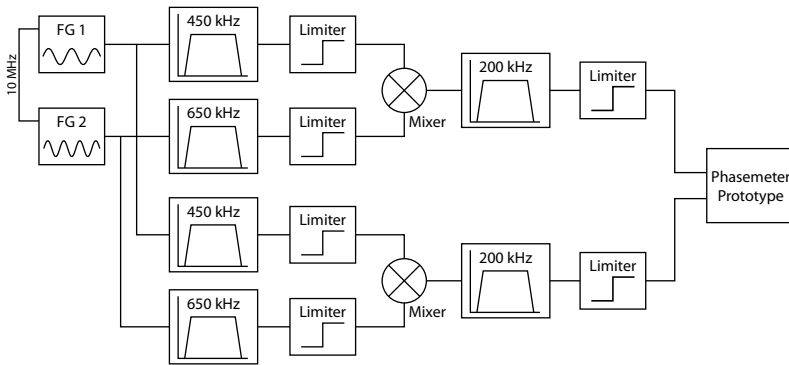 10 MHz
FG 1
450 kHz
Limiter
FG 2
650 kHz
Limiter
Mixer
200 kHz
Limiter
450 kHz
Limiter
650 kHz
Limiter
Mixer
200 kHz
Limiter
Phasemeter
Prototype